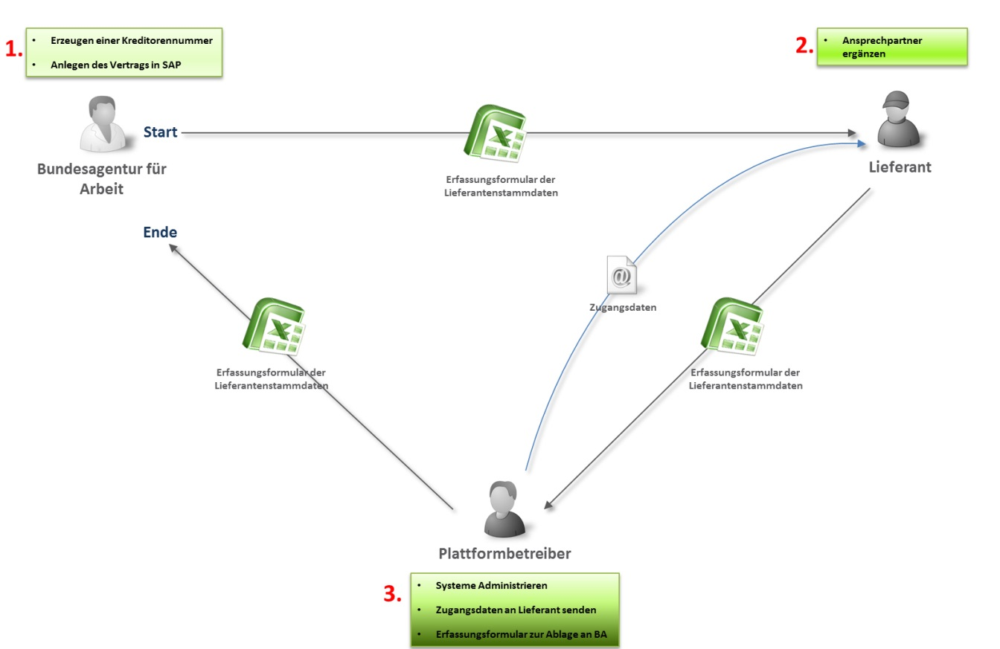 1.
• Erzeugen einer Kreditorennummer
• Anlegen des Vertrags in SAP
2.
• Ansprechpartner
ergänzen
Start
Bundesagentur für
Arbeit
Erfassungsformular der
Lieferantenstammdaten
Lieferant
Ende
@
Zugangsdaten
Erfassungsformular der
Lieferantenstammdaten
Erfassungsformular der
Lieferantenstammdaten
Plattformbetreiber
3.
• Systeme Administrieren
• Zugangsdaten an Lieferant senden
• Erfassungsformular zur Ablage an BA